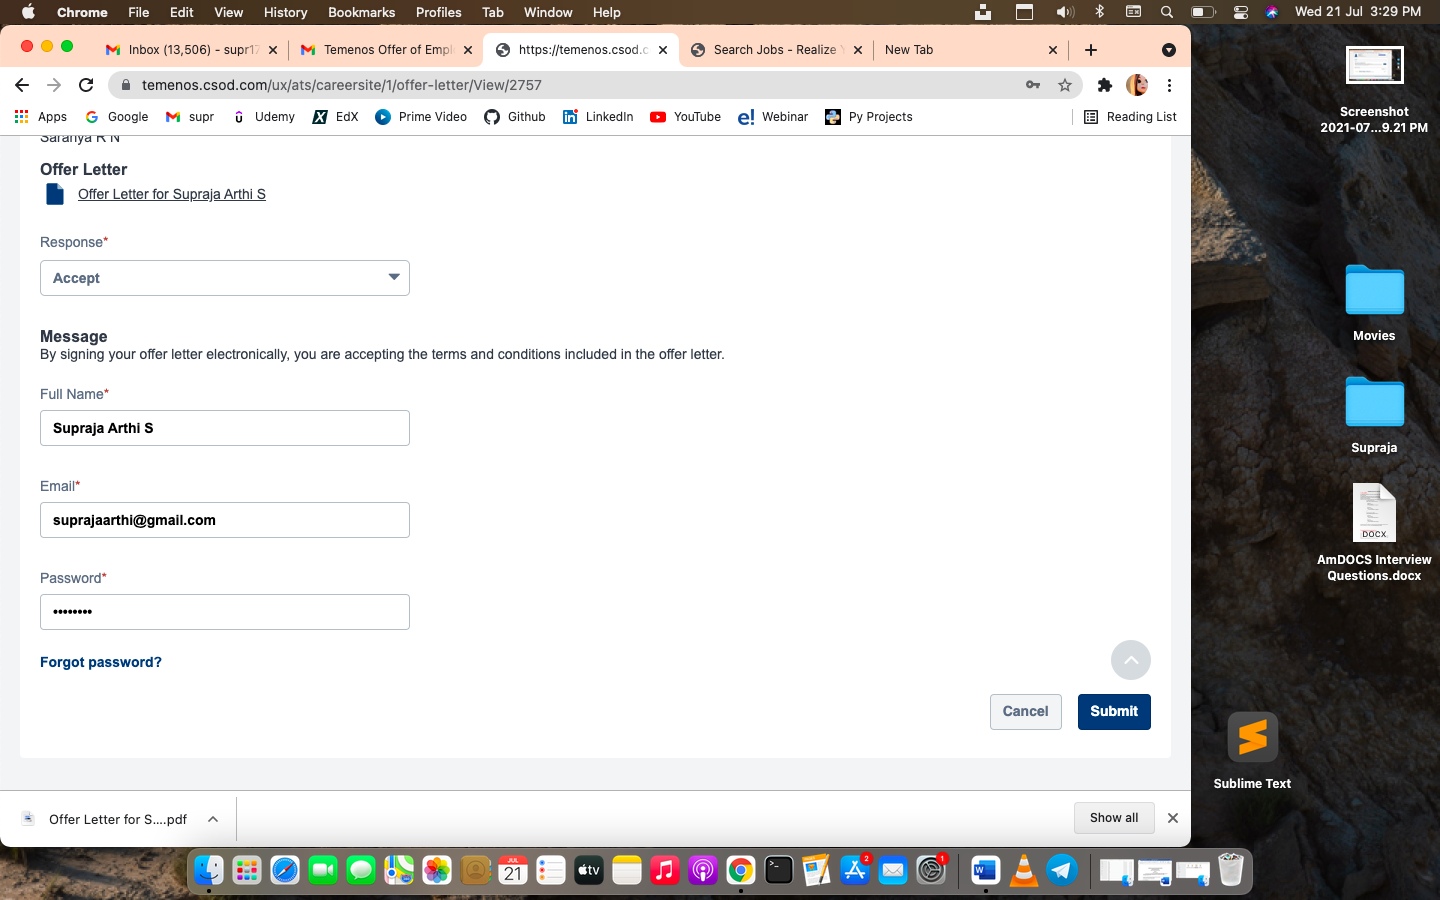 Chrome File Edit View History Bookmarks Profiles Tab Window Help Wed 21 Jul 3:29 PM
Inbox (13,506) - supr17 Temenos Offer of Empl https://temenos.csod.c Search Jobs - Realize Y New Tab
temenos.csod.com/ux/ats/careersite/1/offer-letter/View/2757
Apps Google supr Udemy EdX Prime Video Github LinkedIn YouTube Webinar Py Projects Reading List
Saranya R N
Offer Letter
Offer Letter for Supraja Arthi S
Response*
Accept
Message
By signing your offer letter electronically, you are accepting the terms and conditions included in the offer letter.
Full Name*
Supraja Arthi S
Email*
suprajaarthi@gmail.com
Password*
••••••••
Forgot password?
Cancel Submit
Offer Letter for S....pdf
Show all
Screenshot
2021-07...9.21 PM
Movies
Supraja
DOCX
AmDOCS Interview
Questions.docx
Sublime Text
JUL
21
tv
2
1